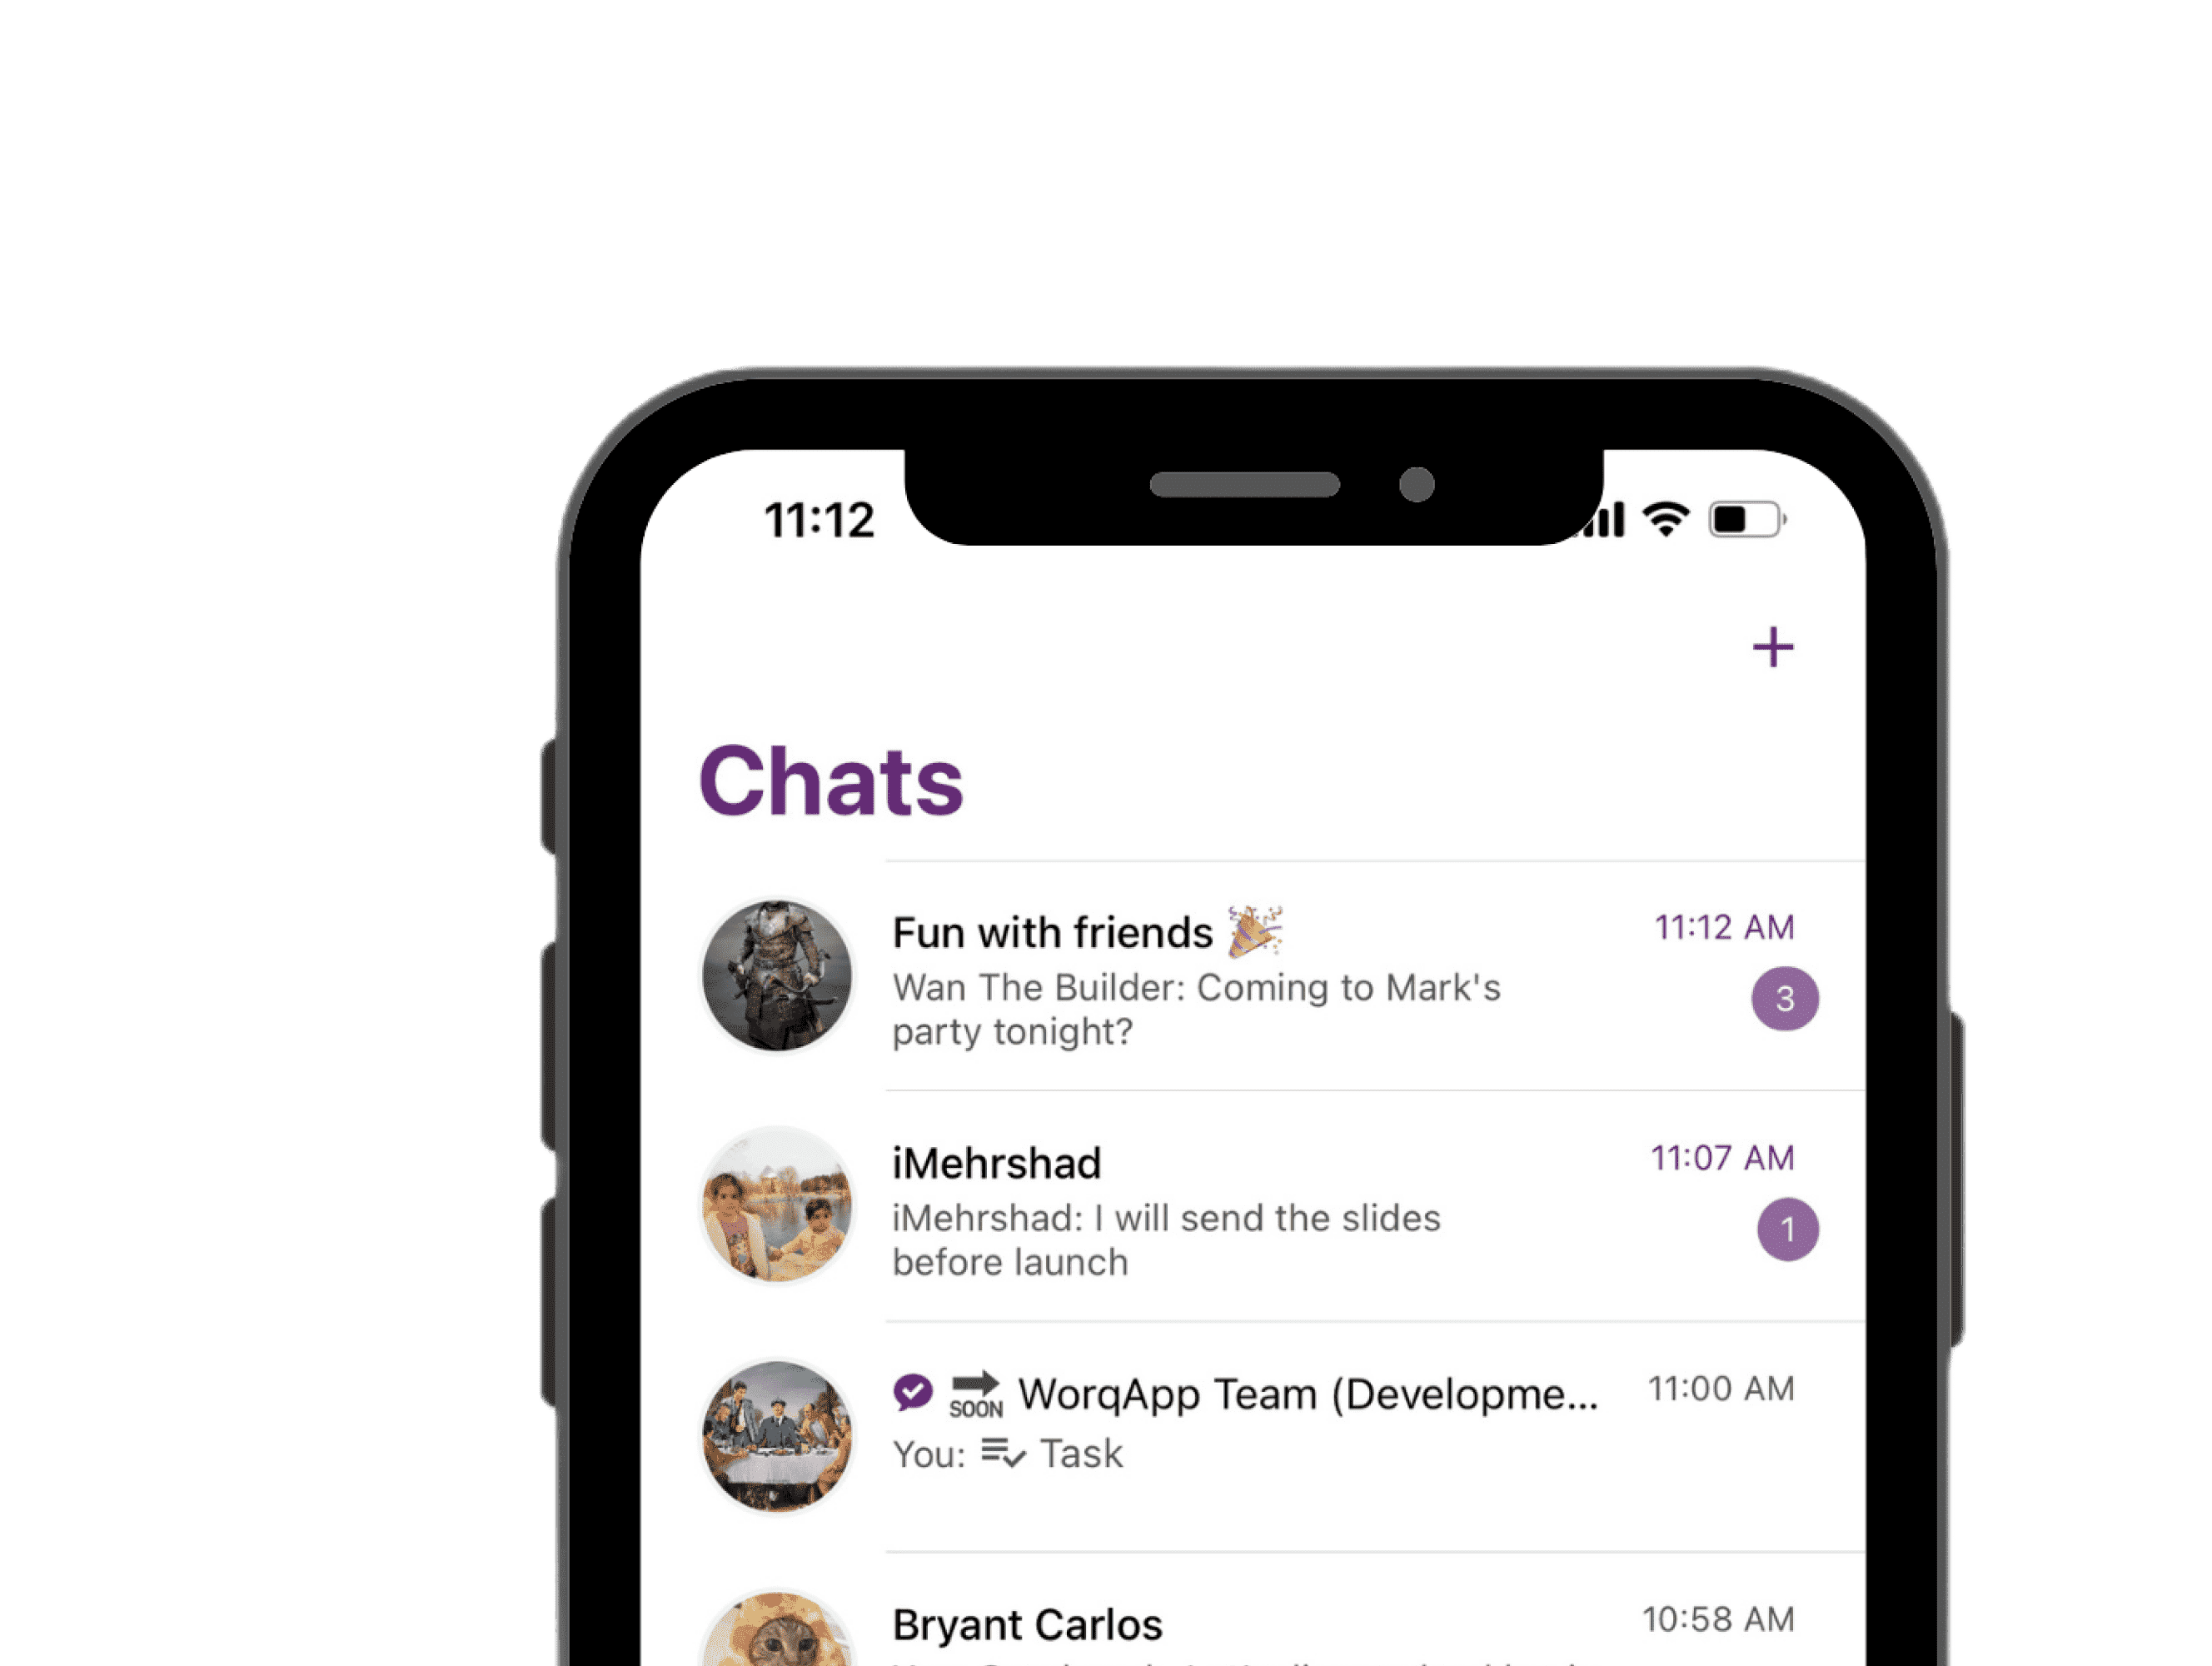 11:12
Chats
Fun with friends 🎉
11:12 AM
Wan The Builder: Coming to Mark's
party tonight?
3
iMehrshad
11:07 AM
iMehrshad: I will send the slides
before launch
1
SOON WorqApp Team (Developme...
11:00 AM
You: Task
Bryant Carlos
10:58 AM